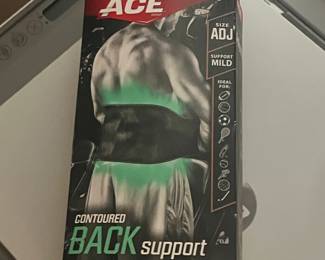 ACE
SIZE
ADJ
SUPPORT
MILD
IDEAL
FOR:
CONTOURED
BACK support